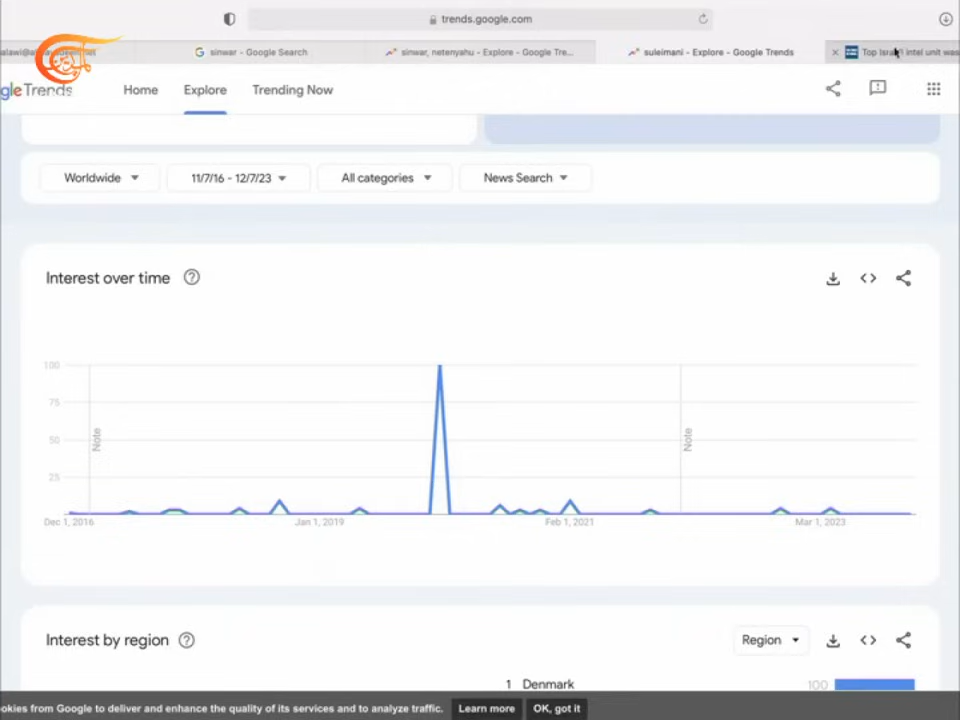 trends.google.com
sinwar - Google Search
sinwar, netenyahu - Explore - Google Tre...
suleimani - Explore - Google Trends
Top Israeli intel unit was
gleTrends
Home
Explore
Trending Now
Worldwide
11/7/16 - 12/7/23
All categories
News Search
Interest over time
100
75
50
25
Note
Note
Dec 1, 2016
Jan 1, 2019
Feb 1, 2021
Mar 1, 2023
Interest by region
Region
1 Denmark
100
okies from Google to deliver and enhance the quality of its services and to analyze traffic.
Learn more
OK, got it